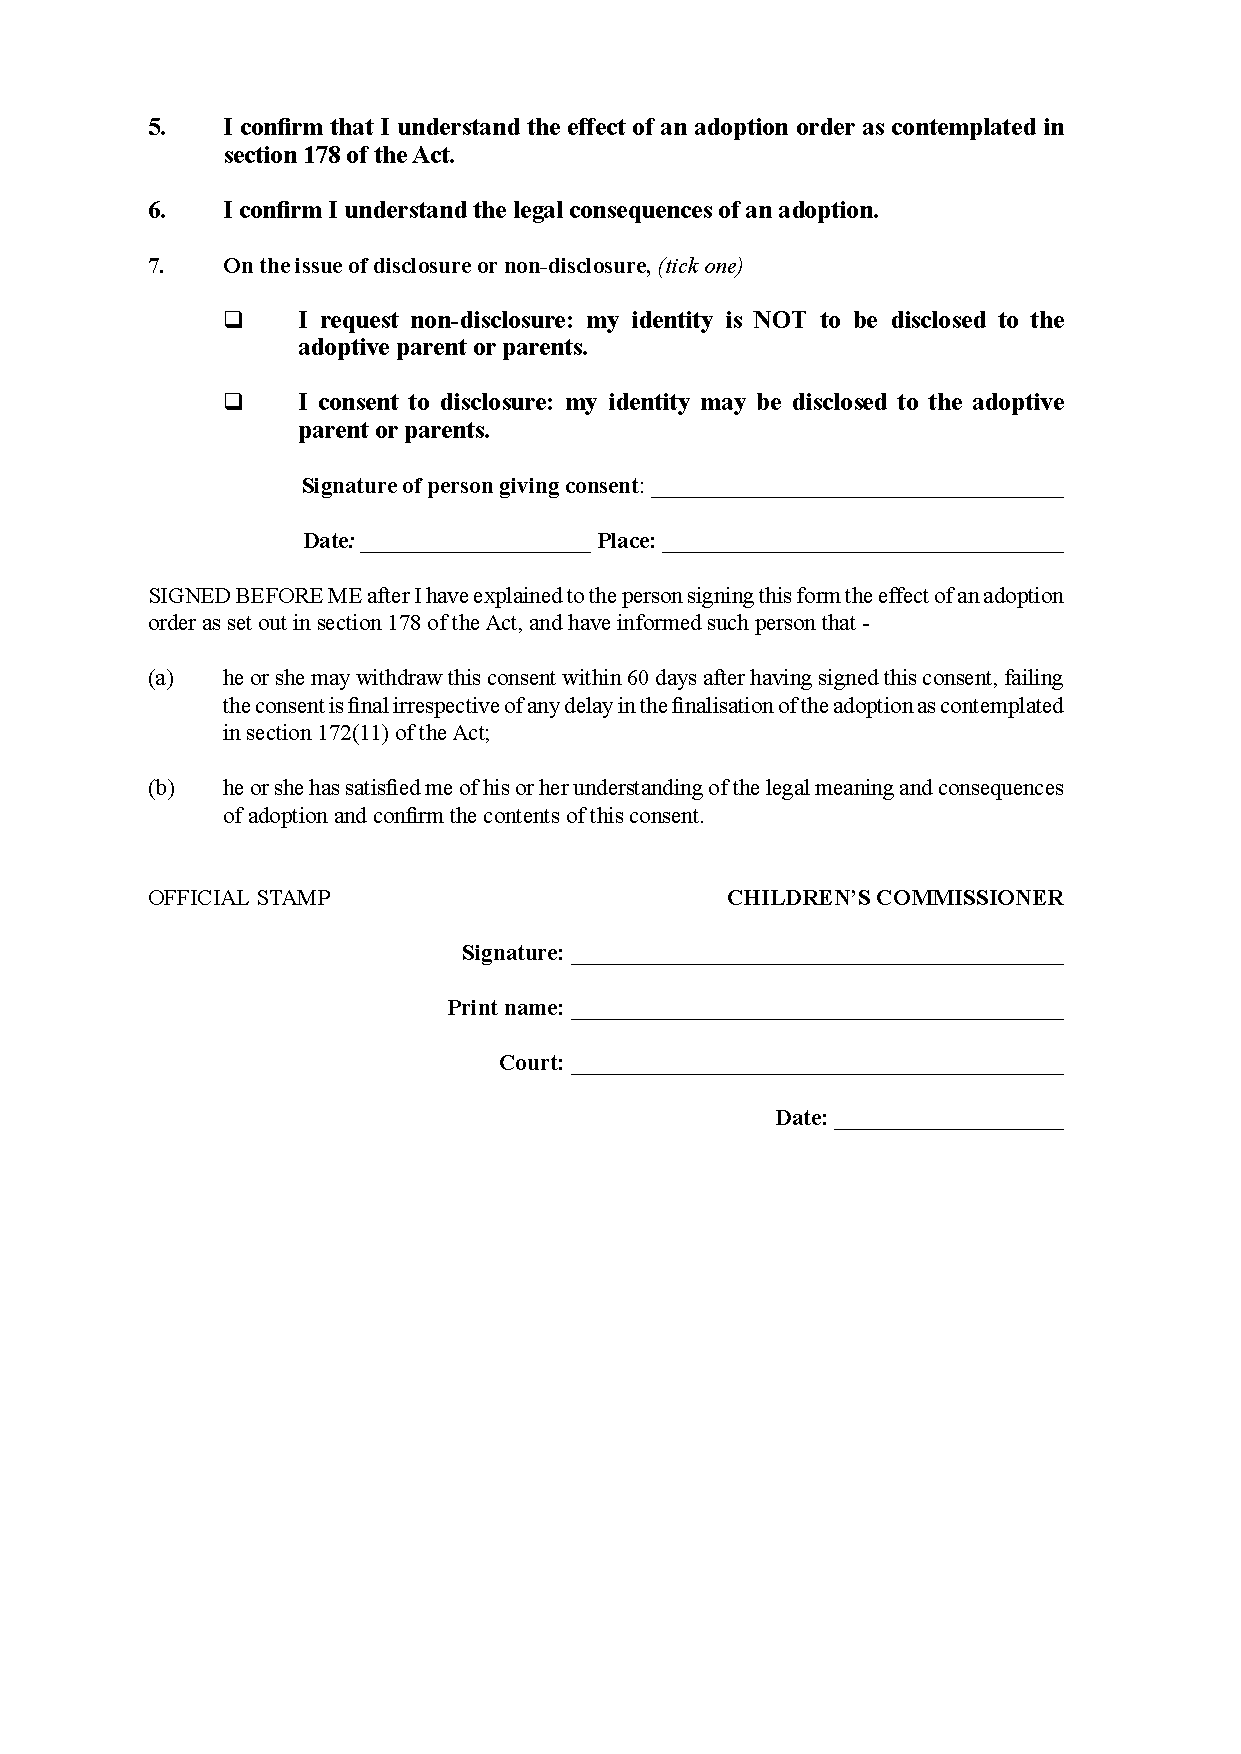 5. I confirm that I understand the effect of an adoption order as contemplated in
section 178 of the Act.
6. I confirm I understand the legal consequences of an adoption.
7. On the issue of disclosure or non-disclosure, (tick one)
❑ I request non-disclosure: my identity is NOT to be disclosed to the
adoptive parent or parents.
❑ I consent to disclosure: my identity may be disclosed to the adoptive
parent or parents.
Signature of person giving consent: ____________________________________
Date: ____________________ Place: ___________________________________
SIGNED BEFORE ME after I have explained to the person signing this form the effect of an adoption
order as set out in section 178 of the Act, and have informed such person that -
(a) he or she may withdraw this consent within 60 days after having signed this consent, failing
the consent is final irrespective of any delay in the finalisation of the adoption as contemplated
in section 172(11) of the Act;
(b) he or she has satisfied me of his or her understanding of the legal meaning and consequences
of adoption and confirm the contents of this consent.
OFFICIAL STAMP CHILDREN’S COMMISSIONER
Signature: ___________________________________________
Print name: ___________________________________________
Court: ___________________________________________
Date: ____________________